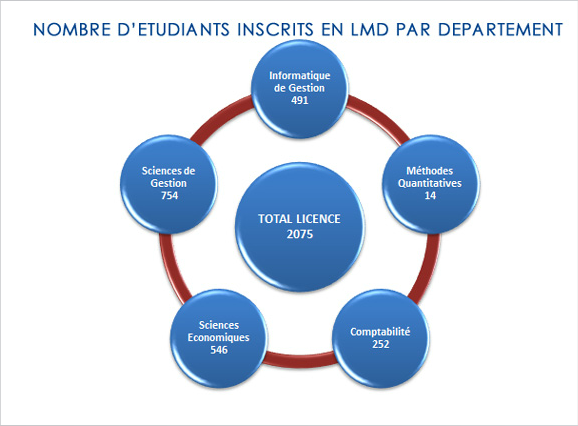 NOMBRE D'ETUDIANTS INSCRITS EN LMD PAR DEPARTEMENT
Informatique
de Gestion
491
Méthodes
Quantitatives
14
Comptabilité
252
Sciences
Economiques
546
Sciences de
Gestion
754
TOTAL LICENCE
2075